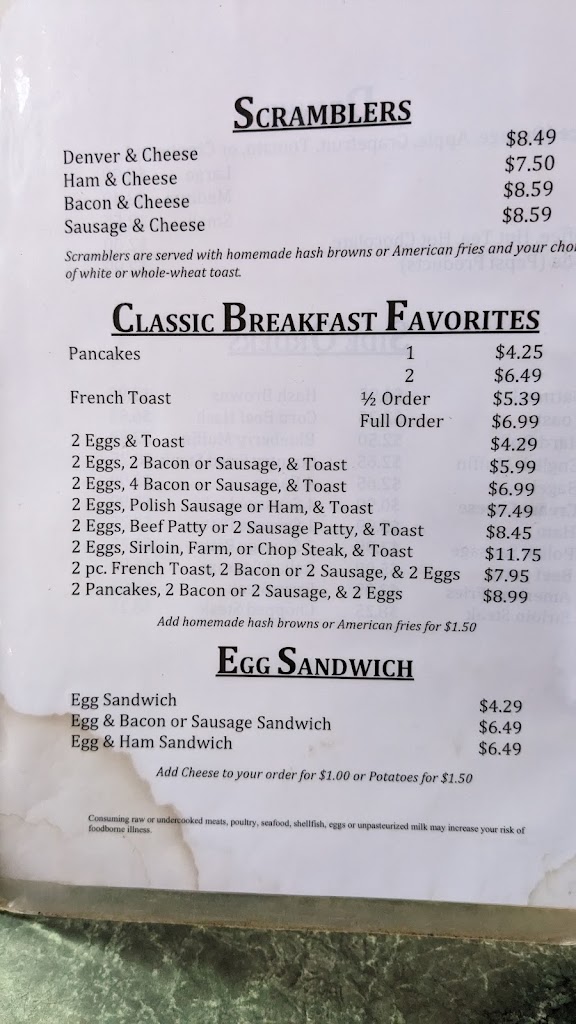 SCRAMBLERS
Denver & Cheese $8.49
Ham & Cheese $7.50
Bacon & Cheese $8.59
Sausage & Cheese $8.59
Scramblers are served with homemade hash browns or American fries and your
of white or whole-wheat toast.
CLASSIC BREAKFAST FAVORITES
Pancakes 1 $4.25
2 $6.49
French Toast ½ Order $5.39
Full Order $6.99
2 Eggs & Toast $4.29
2 Eggs, 2 Bacon or Sausage, & Toast $5.99
2 Eggs, 4 Bacon or Sausage, & Toast $6.99
2 Eggs, Polish Sausage or Ham, & Toast $7.49
2 Eggs, Beef Patty or 2 Sausage Patty, & Toast $8.45
2 Eggs, Sirloin, Farm, or Chop Steak, & Toast $11.75
2 pc. French Toast, 2 Bacon or 2 Sausage, & 2 Eggs $7.95
2 Pancakes, 2 Bacon or 2 Sausage, & 2 Eggs $8.99
Add homemade hash browns or American fries for $1.50
EGG SANDWICH
Egg Sandwich $4.29
Egg & Bacon or Sausage Sandwich $6.49
Egg & Ham Sandwich $6.49
Add Cheese to your order for $1.00 or Potatoes for $1.50
Consuming raw or undercooked meats, poultry, seafood, shellfish, eggs or unpasteurized milk may increase your risk of
foodborne illness.